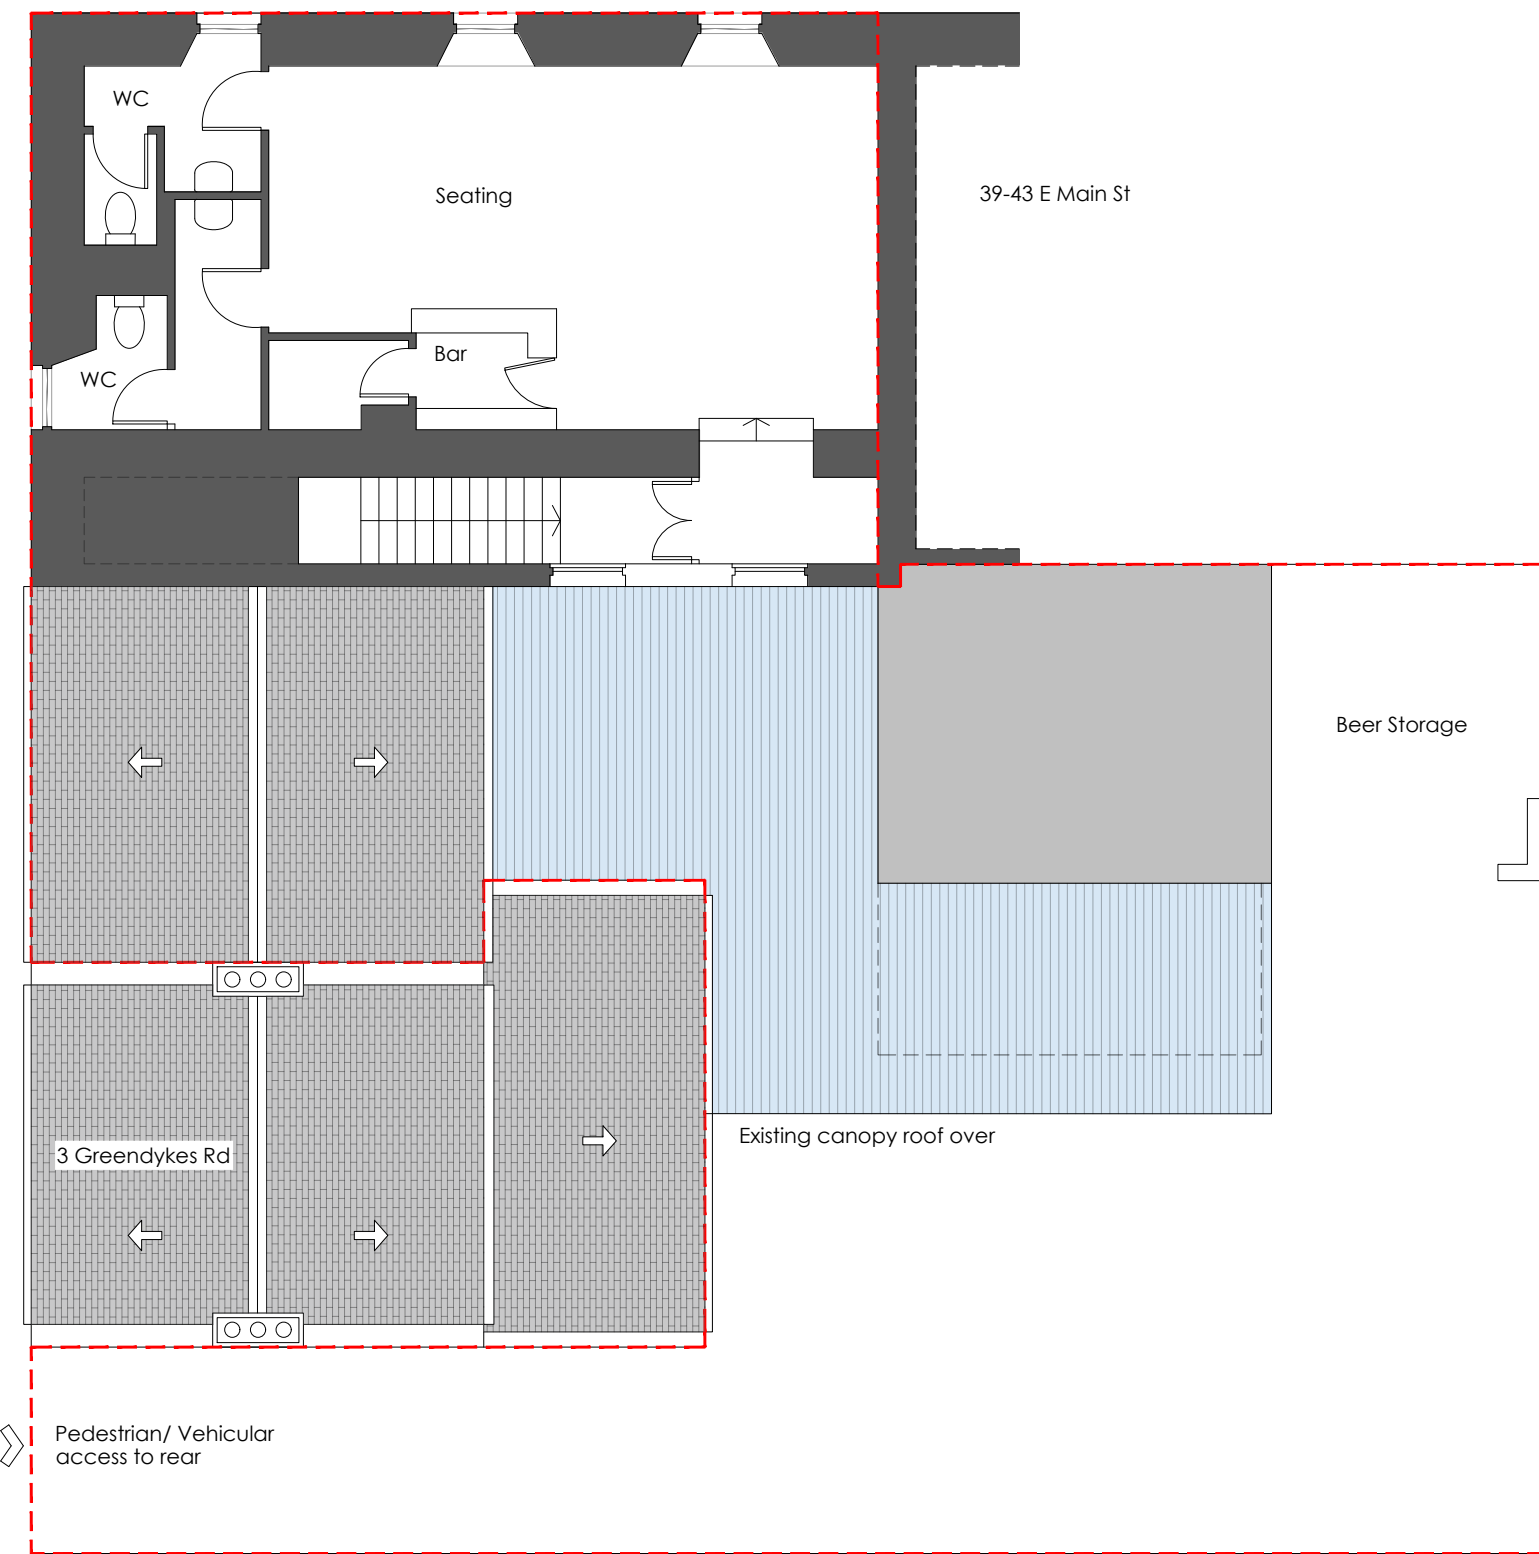 WC
Seating
39-43 E Main St
Bar
WC
Beer Storage
Existing canopy roof over
3 Greendykes Rd
Pedestrian/ Vehicular
access to rear